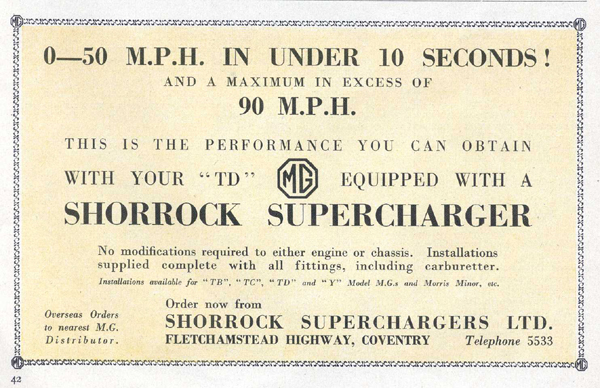 0—50 M.P.H. IN UNDER 10 SECONDS!
AND A MAXIMUM IN EXCESS OF
90 M.P.H.
THIS IS THE PERFORMANCE YOU CAN OBTAIN
WITH YOUR "TD" MG EQUIPPED WITH A
SHORROCK SUPERCHARGER
No modifications required to either engine or chassis. Installations
supplied complete with all fittings, including carburetter.
Installations available for "TB", "TC", "TD" and "Y" Model M.G.s and Morris Minor, etc.
Overseas Orders
to nearest M.G.
Distributor.
Order now from
SHORROCK SUPERCHARGERS LTD.
FLETCHAMSTEAD HIGHWAY, COVENTRY Telephone 5533
42